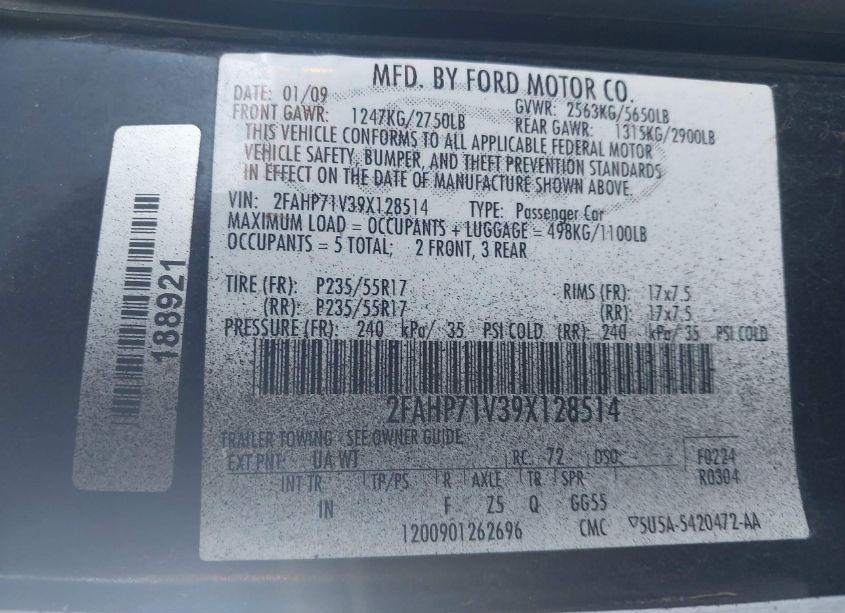 MFD. BY FORD MOTOR CO.
DATE: 01/09 GVWR: 2563KG/5650LB
FRONT GAWR: 1247KG/2750LB REAR GAWR: 1315KG/2900LB
THIS VEHICLE CONFORMS TO ALL APPLICABLE FEDERAL MOTOR
VEHICLE SAFETY, BUMPER, AND THEFT PREVENTION STANDARDS
IN EFFECT ON THE DATE OF MANUFACTURE SHOWN ABOVE.
VIN: 2FAHP71V39X128514 TYPE: Passenger Car
MAXIMUM LOAD = OCCUPANTS + LUGGAGE = 498KG/1100LB
OCCUPANTS = 5 TOTAL; 2 FRONT, 3 REAR
TIRE (FR): P235/55R17 RIMS (FR): 17x7.5
(RR): P235/55R17 (RR): 17x7.5
PRESSURE (FR): 240 kPa/ 35 PSI COLD (RR): 240 kPa/ 35 PSI COLD
2FAHP71V39X128514
TRAILER TOWING - SEE OWNER GUIDE
EXT PNT: UA WT RC: 72 DSO: F0224
INT TR TP/PS R AXLE TR SPR R0304
IN F Z5 Q GG55
1200901262696 CMC 5U5A-5420472-AA
188921